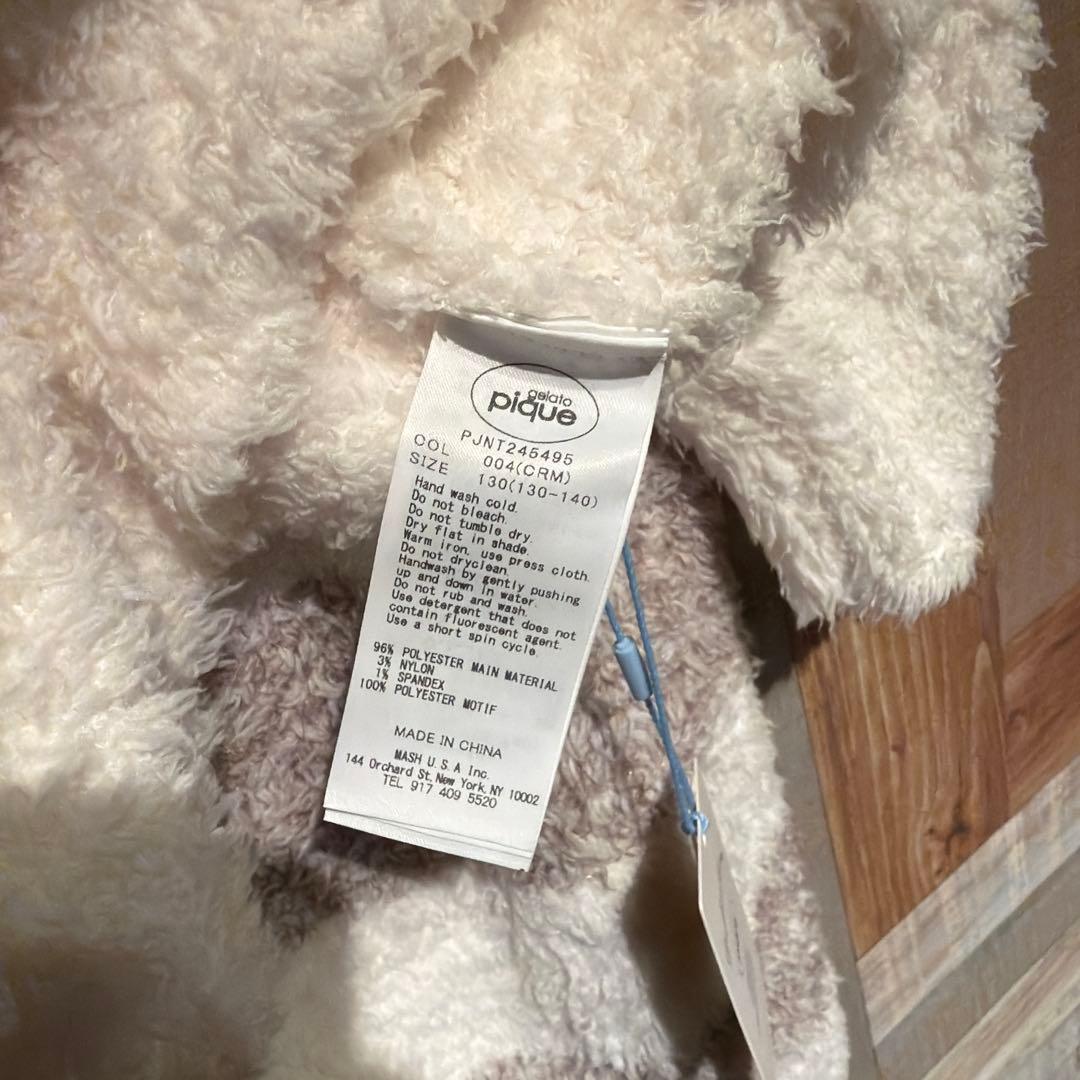 gelato
pique
PJNT245495
COL 004(CRM)
SIZE 130(130-140)
Hand wash cold.
Do not bleach.
Do not tumble dry.
Dry flat in shade.
Warm iron. use press cloth.
Do not dryclean.
Handwash by gently pushing
up and down in water.
Do not rub and wash.
Use detergent that does not
contain fluorescent agent.
Use a short spin cycle.
96% POLYESTER MAIN MATERIAL
3% NYLON
1% SPANDEX
100% POLYESTER MOTIF
MADE IN CHINA
MASH U.S.A Inc.
144 Orchard St, New York, NY 10002
TEL 917 409 5520